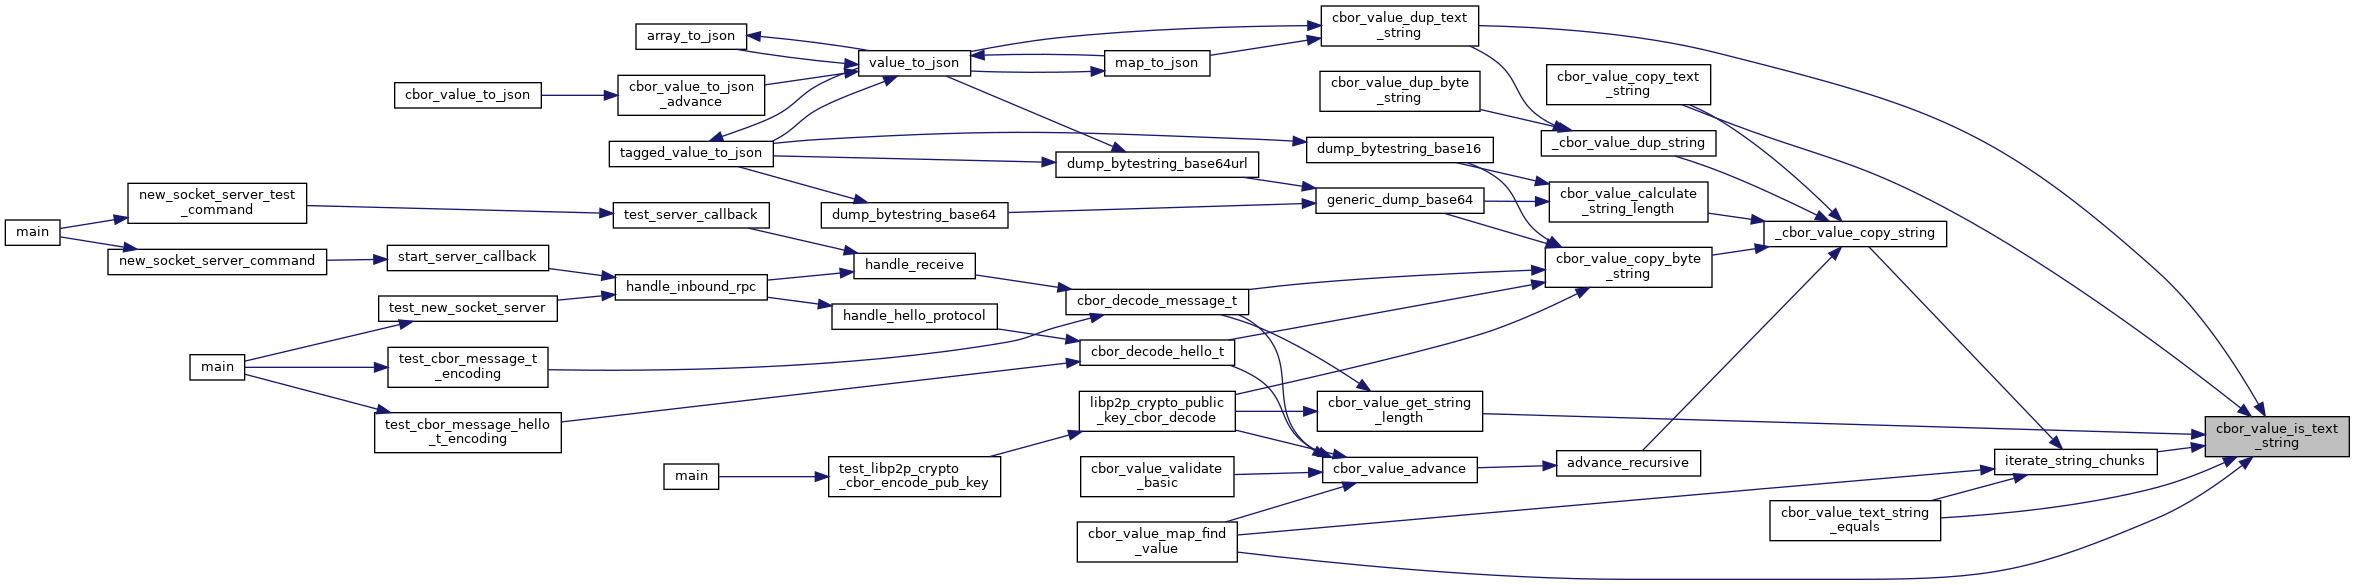 cbor_value_dup_text
_string
array_to_json
value_to_json
map_to_json
cbor_value_copy_text
_string
cbor_value_to_json
cbor_value_to_json
_advance
cbor_value_dup_byte
_string
_cbor_value_dup_string
tagged_value_to_json
dump_bytestring_base64url
dump_bytestring_base16
new_socket_server_test
_command
cbor_value_calculate
_string_length
main
test_server_callback
dump_bytestring_base64
generic_dump_base64
_cbor_value_copy_string
new_socket_server_command
start_server_callback
handle_receive
cbor_value_copy_byte
_string
handle_inbound_rpc
cbor_decode_message_t
test_new_socket_server
handle_hello_protocol
main
test_cbor_message_t
_encoding
cbor_decode_hello_t
libp2p_crypto_public
_key_cbor_decode
cbor_value_get_string
_length
test_cbor_message_hello
_t_encoding
cbor_value_is_text
_string
main
test_libp2p_crypto
_cbor_encode_pub_key
cbor_value_validate
_basic
cbor_value_advance
advance_recursive
iterate_string_chunks
cbor_value_text_string
_equals
cbor_value_map_find
_value